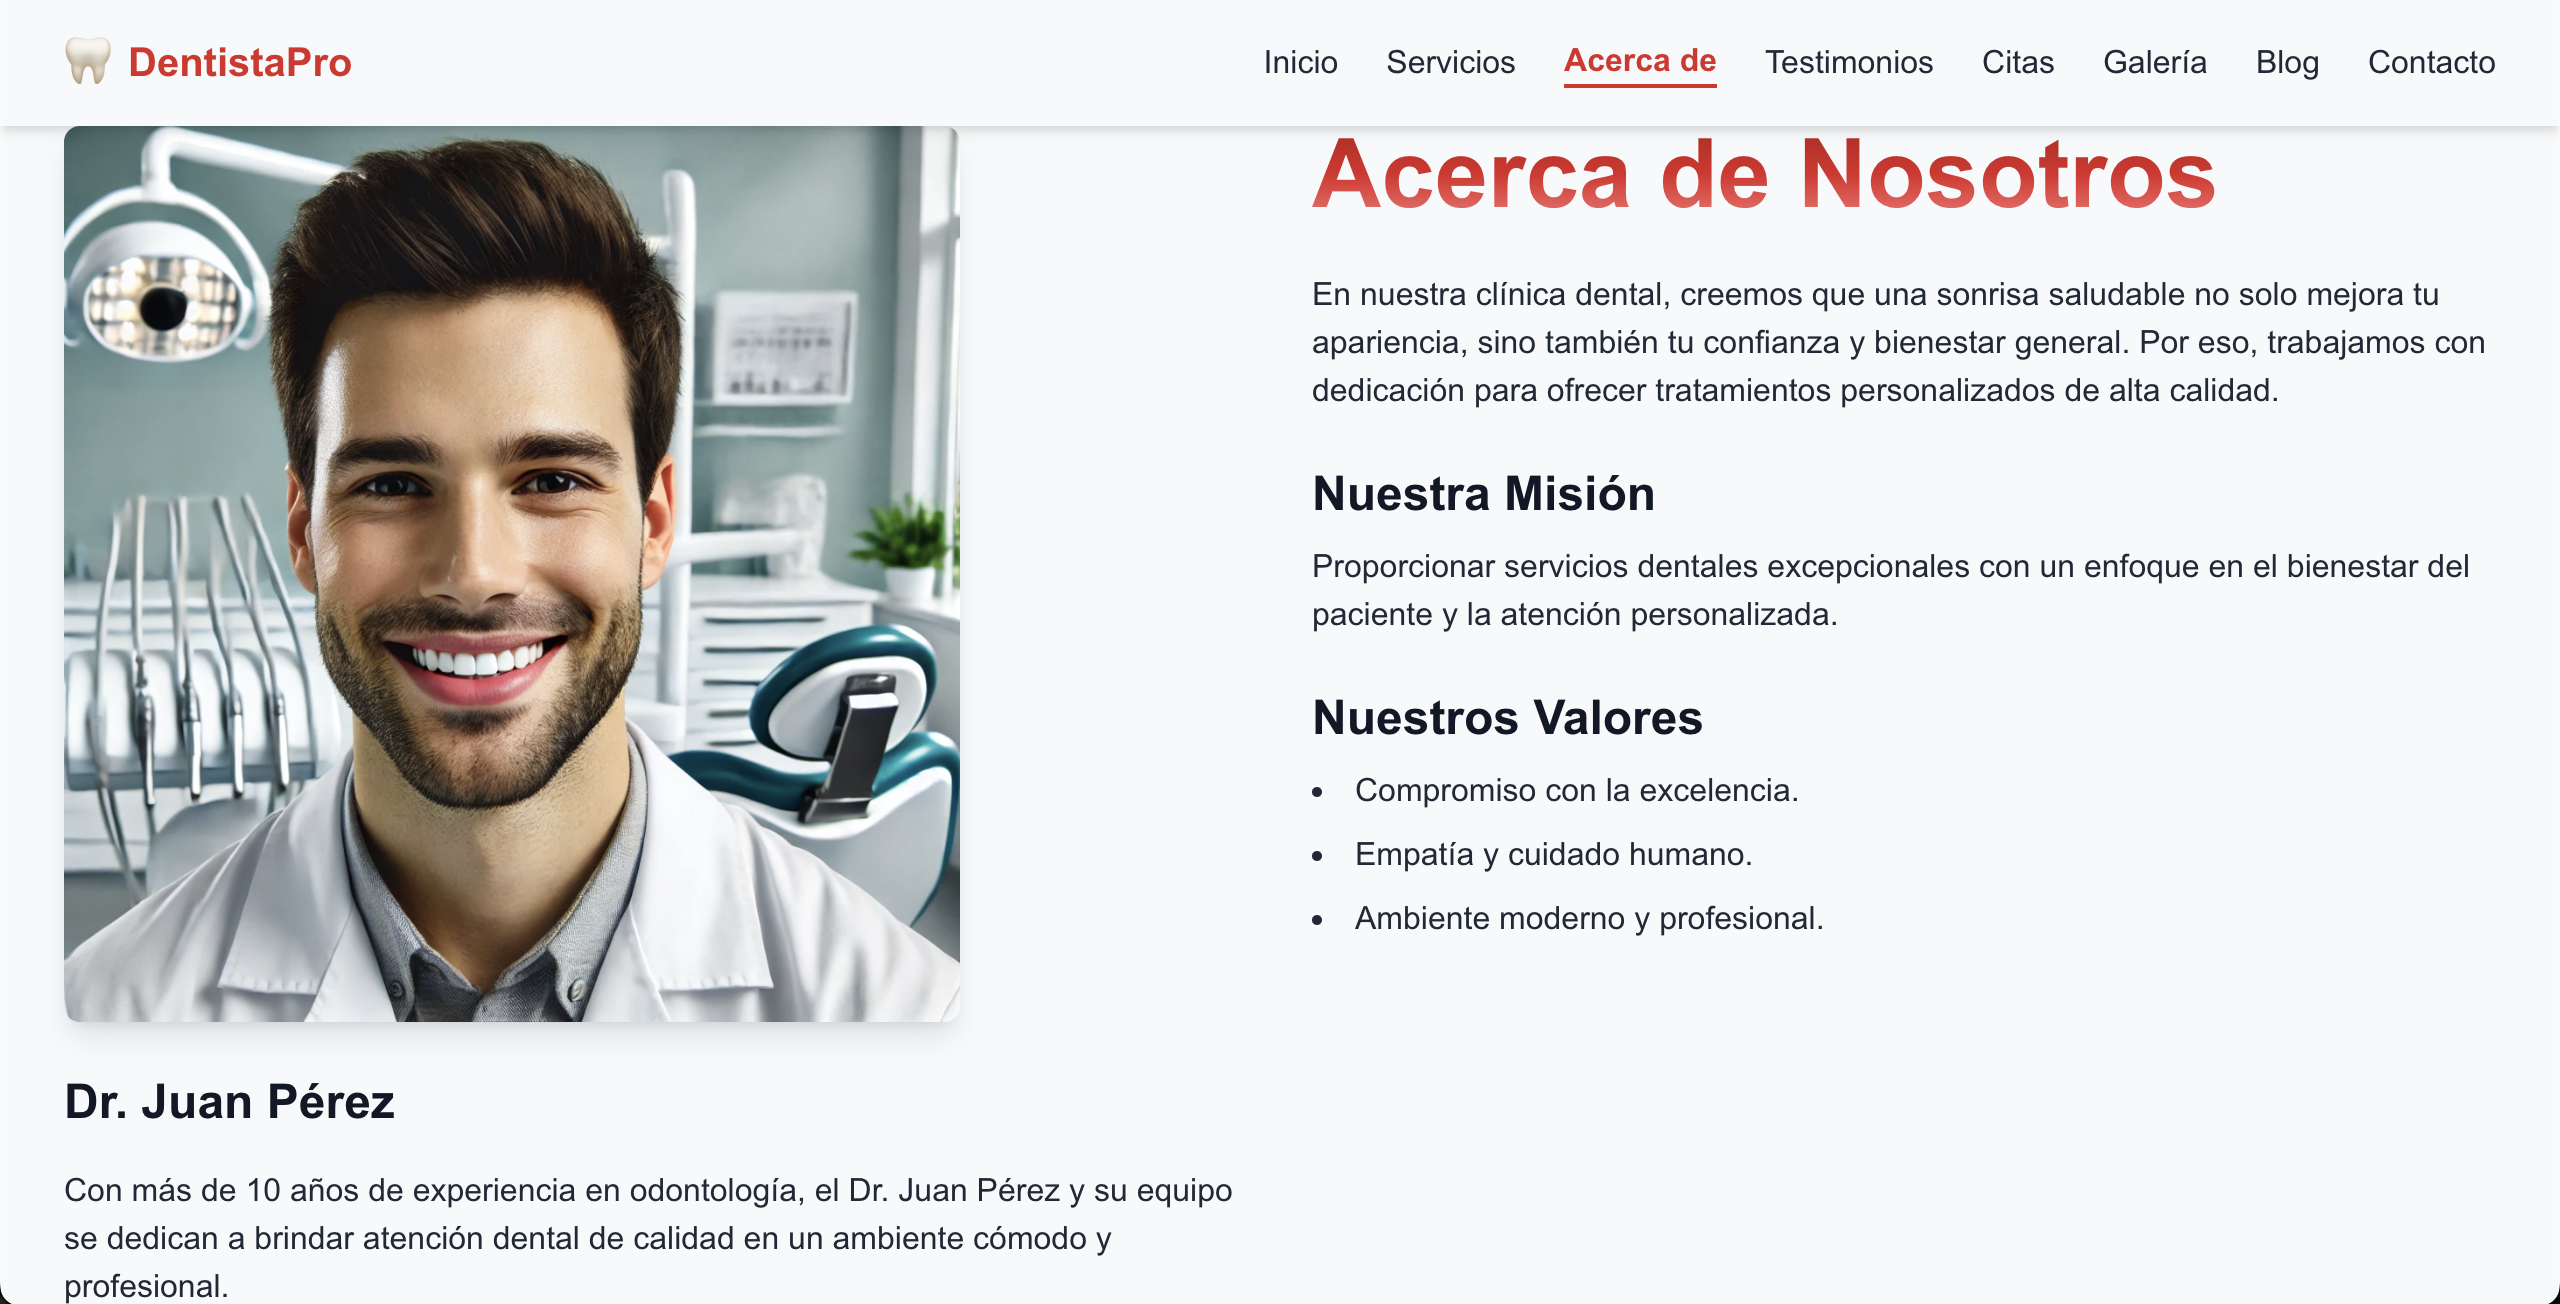 DentistaPro
Inicio Servicios Acerca de Testimonios Citas Galería Blog Contacto
Acerca de Nosotros
En nuestra clínica dental, creemos que una sonrisa saludable no solo mejora tu
apariencia, sino también tu confianza y bienestar general. Por eso, trabajamos con
dedicación para ofrecer tratamientos personalizados de alta calidad.
Nuestra Misión
Proporcionar servicios dentales excepcionales con un enfoque en el bienestar del
paciente y la atención personalizada.
Nuestros Valores
• Compromiso con la excelencia.
• Empatía y cuidado humano.
• Ambiente moderno y profesional.
Dr. Juan Pérez
Con más de 10 años de experiencia en odontología, el Dr. Juan Pérez y su equipo
se dedican a brindar atención dental de calidad en un ambiente cómodo y
profesional.